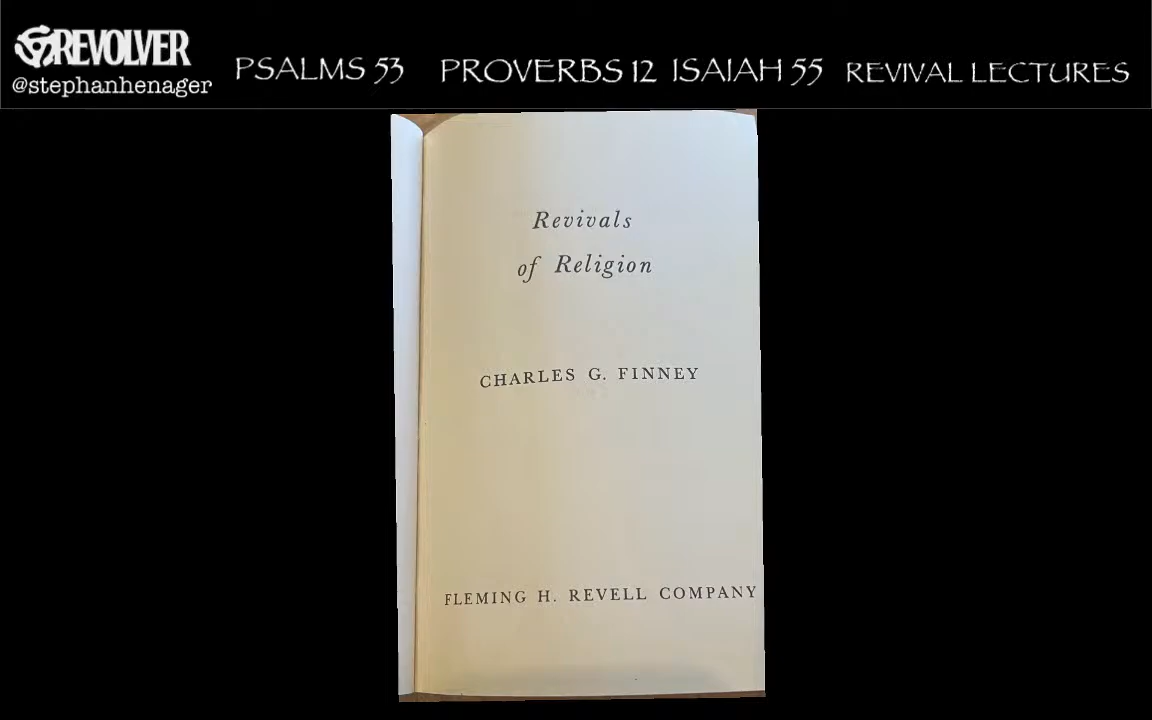 REVOLVER
@stephanhenager
PSALMS 53 PROVERBS 12 ISAIAH 55 REVIVAL LECTURES
Revivals
of Religion
CHARLES G. FINNEY
FLEMING H. REVELL COMPANY